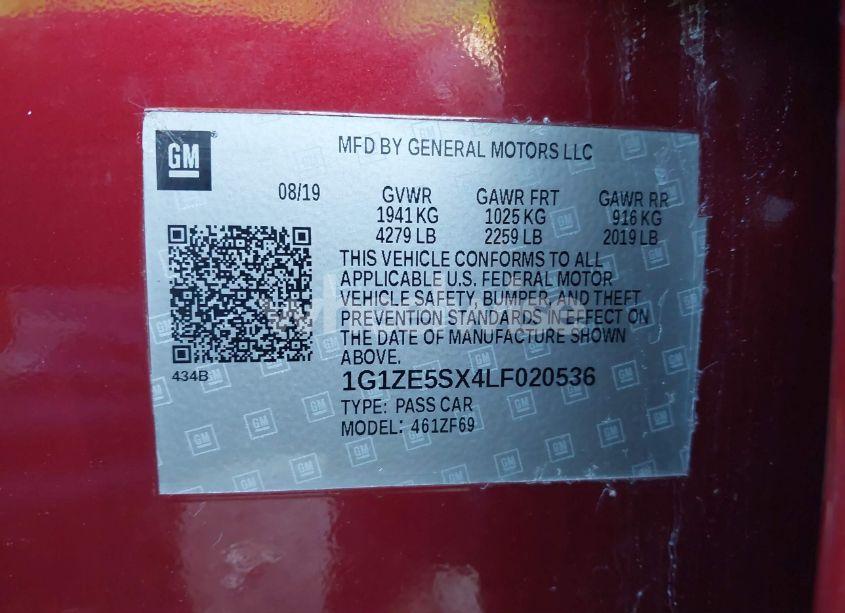 GM
MFD BY GENERAL MOTORS LLC
08/19 GVWR GAWR FRT GAWR RR
1941 KG 1025 KG 916 KG
4279 LB 2259 LB 2019 LB
THIS VEHICLE CONFORMS TO ALL
APPLICABLE U.S. FEDERAL MOTOR
VEHICLE SAFETY, BUMPER, AND THEFT
PREVENTION STANDARDS IN EFFECT ON
THE DATE OF MANUFACTURE SHOWN
ABOVE.
434B
1G1ZE5SX4LF020536
TYPE: PASS CAR
MODEL: 461ZF69